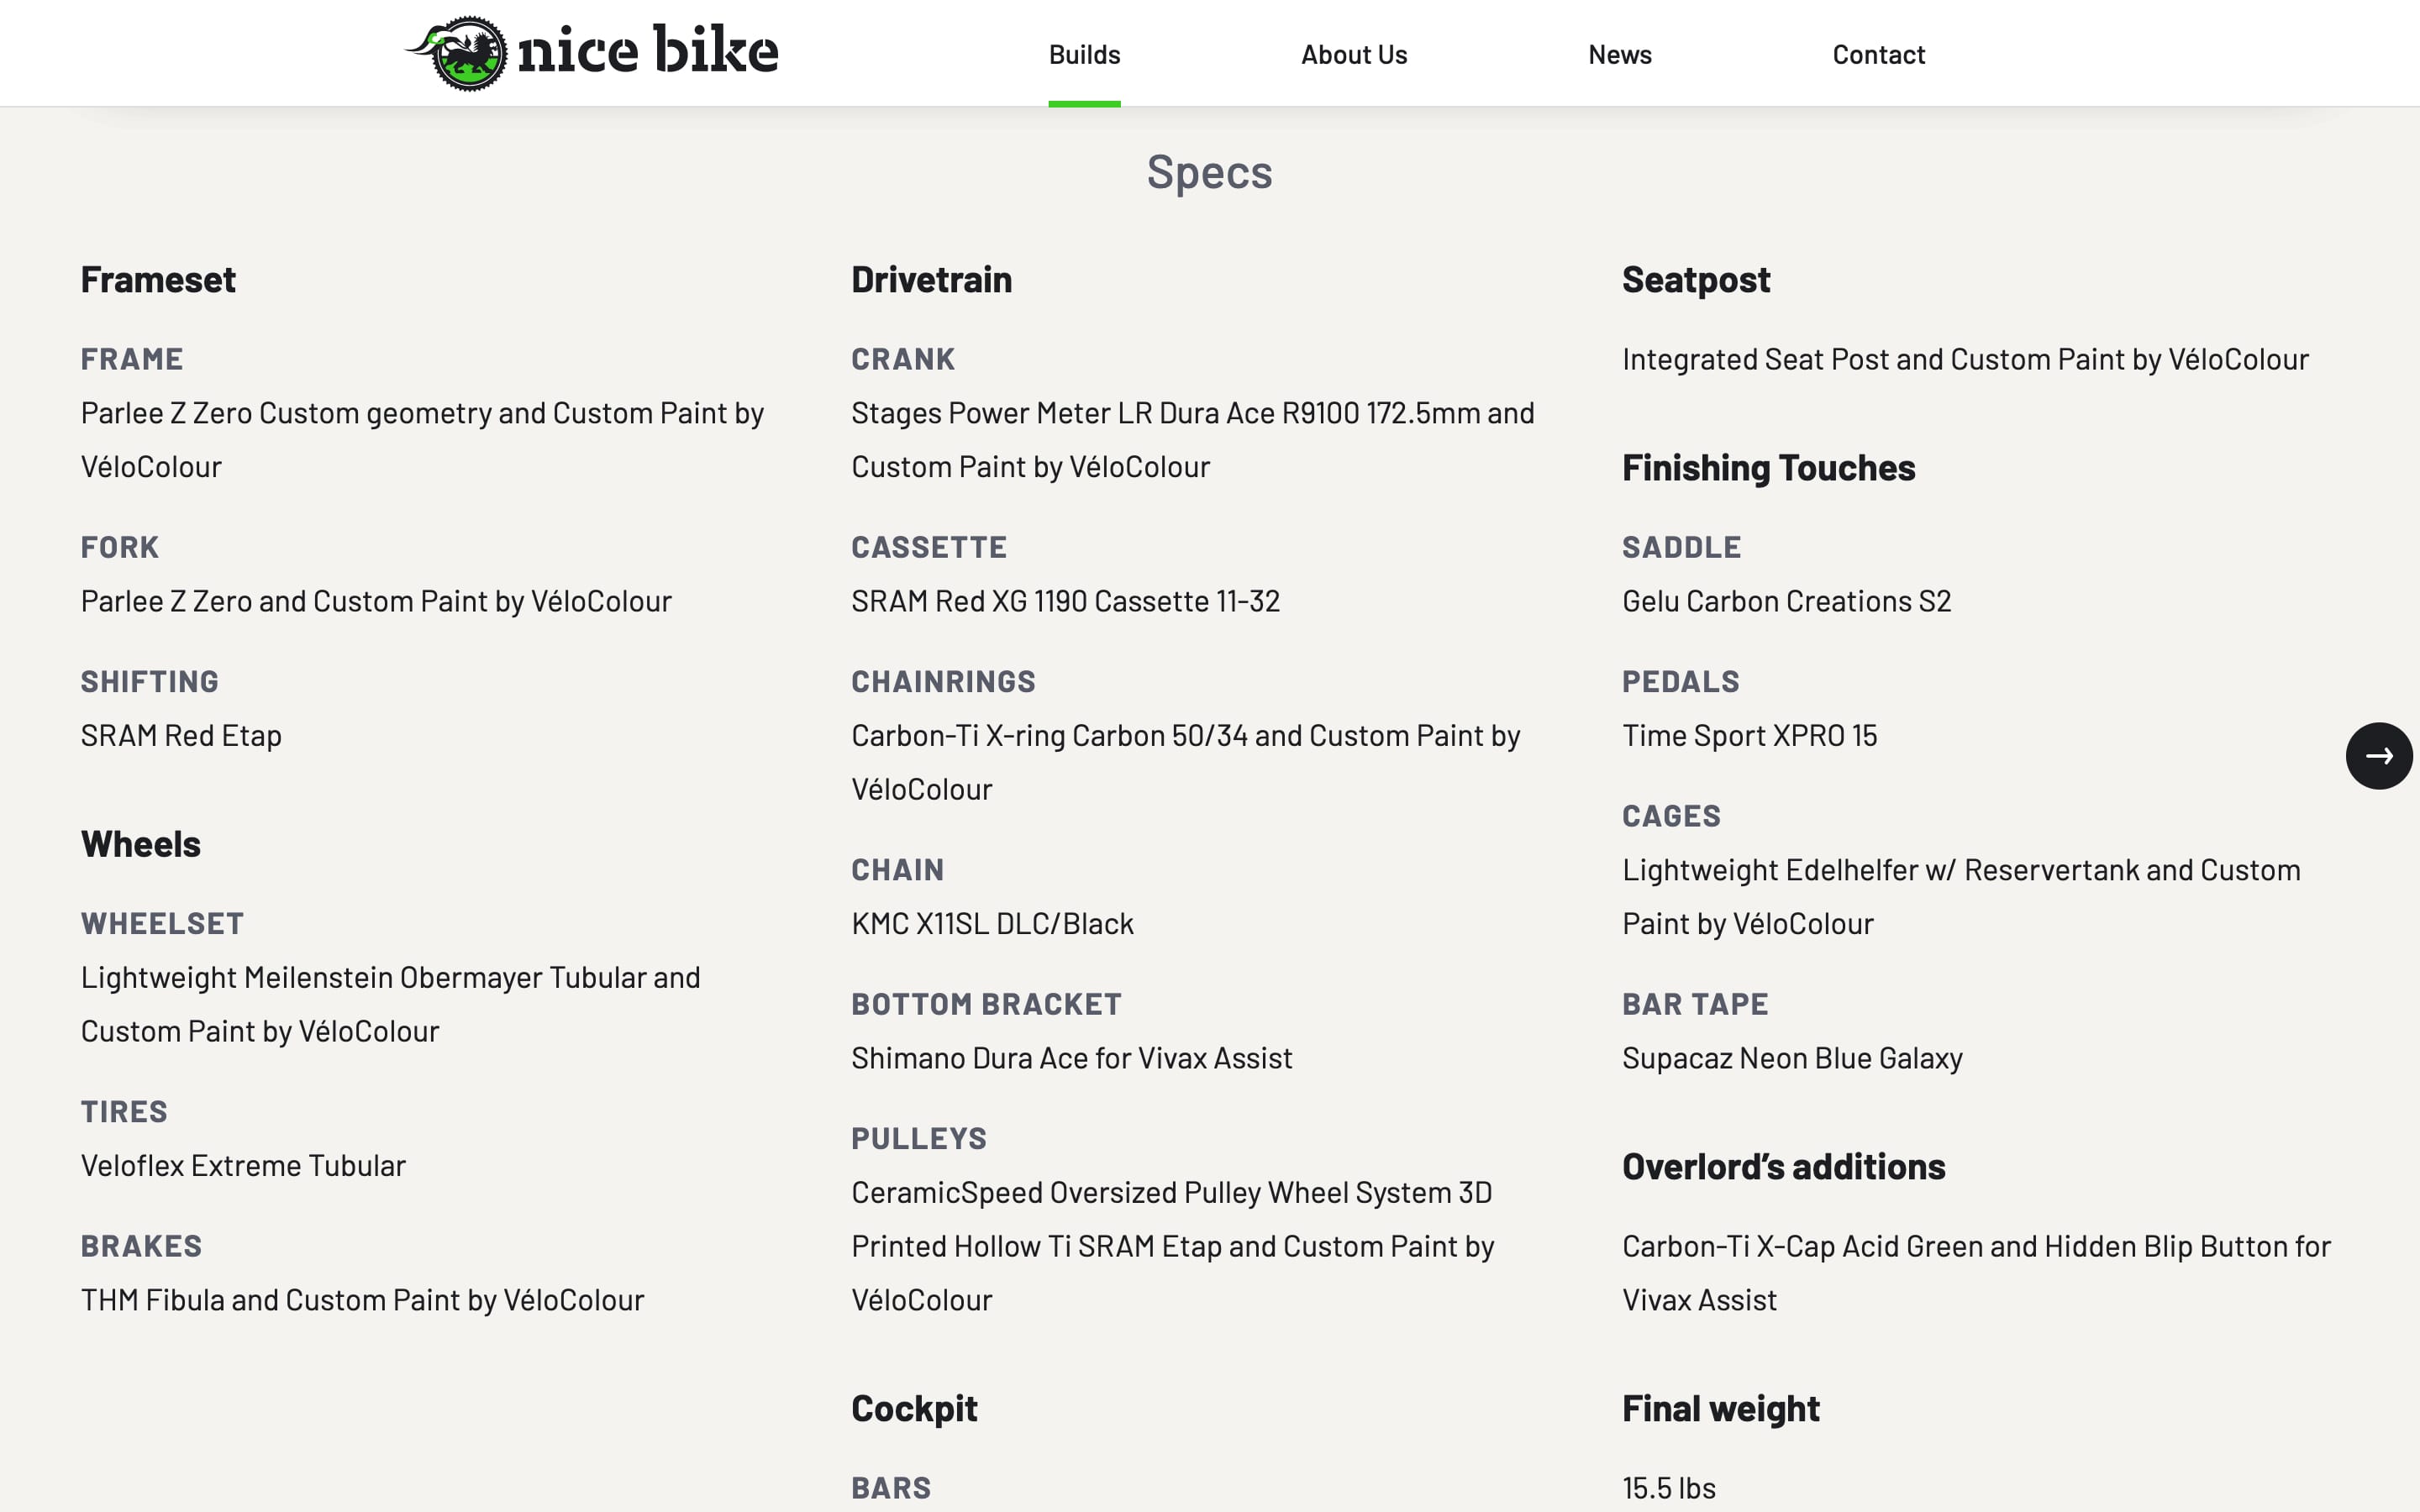 nice bike
Builds
About Us
News
Contact
Specs
Frameset
FRAME
Parlee Z Zero Custom geometry and Custom Paint by
VéloColour
FORK
Parlee Z Zero and Custom Paint by VéloColour
SHIFTING
SRAM Red Etap
Wheels
WHEELSET
Lightweight Meilenstein Obermayer Tubular and
Custom Paint by VéloColour
TIRES
Veloflex Extreme Tubular
BRAKES
THM Fibula and Custom Paint by VéloColour
Drivetrain
CRANK
Stages Power Meter LR Dura Ace R9100 172.5mm and
Custom Paint by VéloColour
CASSETTE
SRAM Red XG 1190 Cassette 11-32
CHAINRINGS
Carbon-Ti X-ring Carbon 50/34 and Custom Paint by
VéloColour
CHAIN
KMC X11SL DLC/Black
BOTTOM BRACKET
Shimano Dura Ace for Vivax Assist
PULLEYS
CeramicSpeed Oversized Pulley Wheel System 3D
Printed Hollow Ti SRAM Etap and Custom Paint by
VéloColour
Cockpit
BARS
Seatpost
Integrated Seat Post and Custom Paint by VéloColour
Finishing Touches
SADDLE
Gelu Carbon Creations S2
PEDALS
Time Sport XPRO 15
CAGES
Lightweight Edelhelfer w/ Reservertank and Custom
Paint by VéloColour
BAR TAPE
Supacaz Neon Blue Galaxy
Overlord’s additions
Carbon-Ti X-Cap Acid Green and Hidden Blip Button for
Vivax Assist
Final weight
15.5 lbs